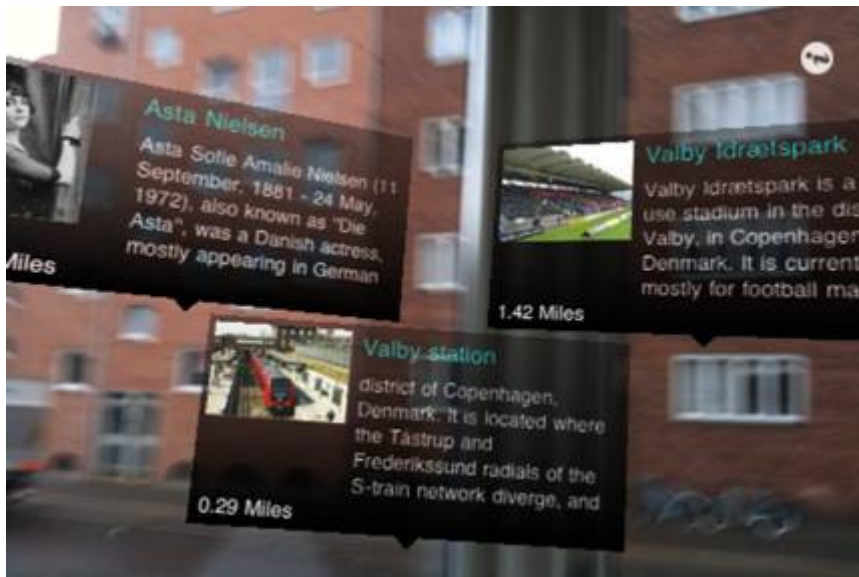 Asta Nielsen
Asta Sofie Amalie Nielsen (11
September, 1881 - 24 May,
1972), also known as "Die
Asta", was a Danish actress,
mostly appearing in German
Miles
Valby Idrætspark
Valby Idrætspark is a
use stadium in the dis
Valby, in Copenhagen
Denmark. It is current
mostly for football ma
1.42 Miles
Valby station
district of Copenhagen,
Denmark. It is located where
the Tåstrup and
Frederikssund radials of the
S-train network diverge, and
0.29 Miles